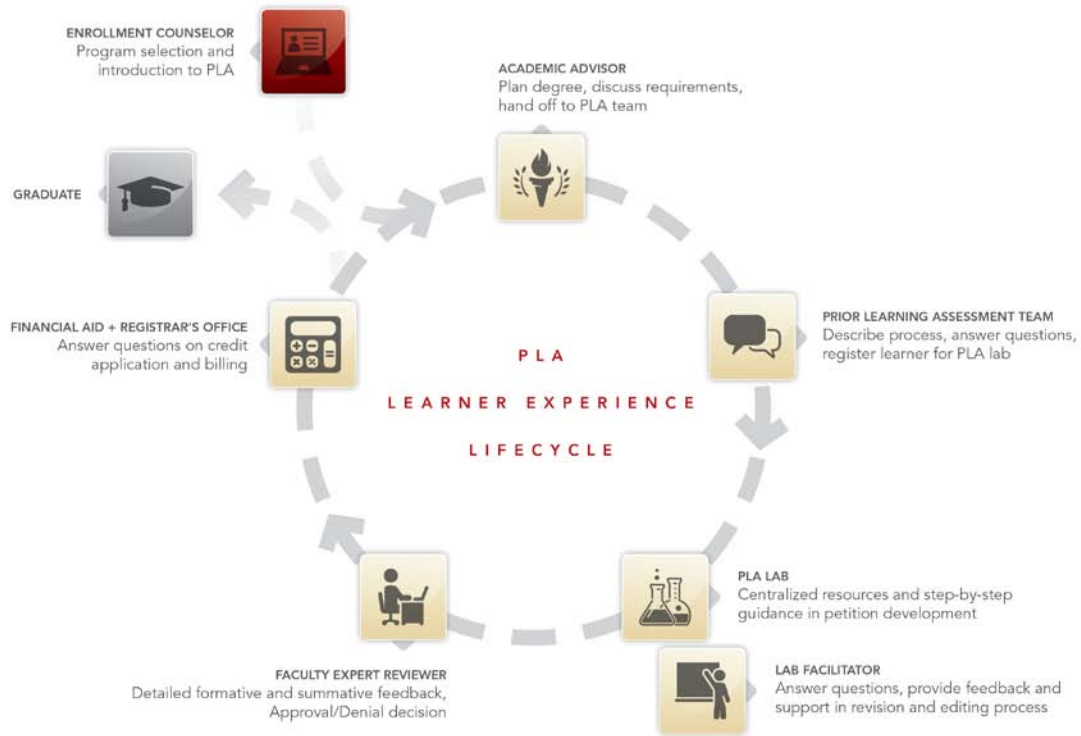 ENROLLMENT COUNSELOR
Program selection and
introduction to PLA
ACADEMIC ADVISOR
Plan degree, discuss requirements,
hand off to PLA team
GRADUATE
FINANCIAL AID + REGISTRAR'S OFFICE
Answer questions on credit
application and billing
PRIOR LEARNING ASSESSMENT TEAM
Describe process, answer questions,
register learner for PLA lab
PLA
LEARNER EXPERIENCE
LIFECYCLE
PLA LAB
Centralized resources and step-by-step
guidance in petition development
FACULTY EXPERT REVIEWER
Detailed formative and summative feedback,
Approval/Denial decision
LAB FACILITATOR
Answer questions, provide feedback and
support in revision and editing process